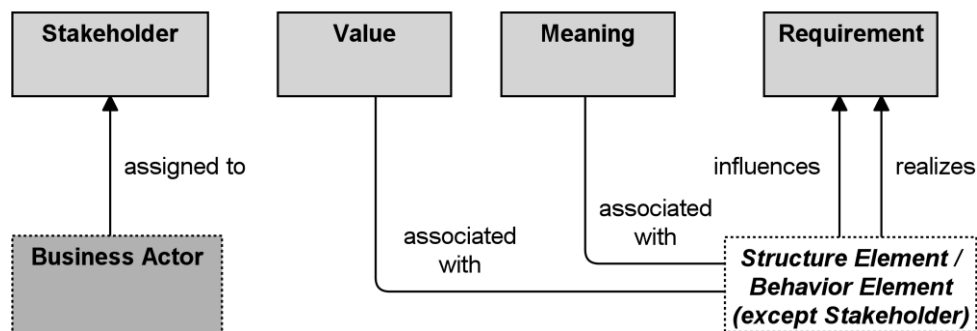 Stakeholder
Value
Meaning
Requirement
assigned to
influences
realizes
associated
with
associated
with
Business Actor
Structure Element /
Behavior Element
(except Stakeholder)